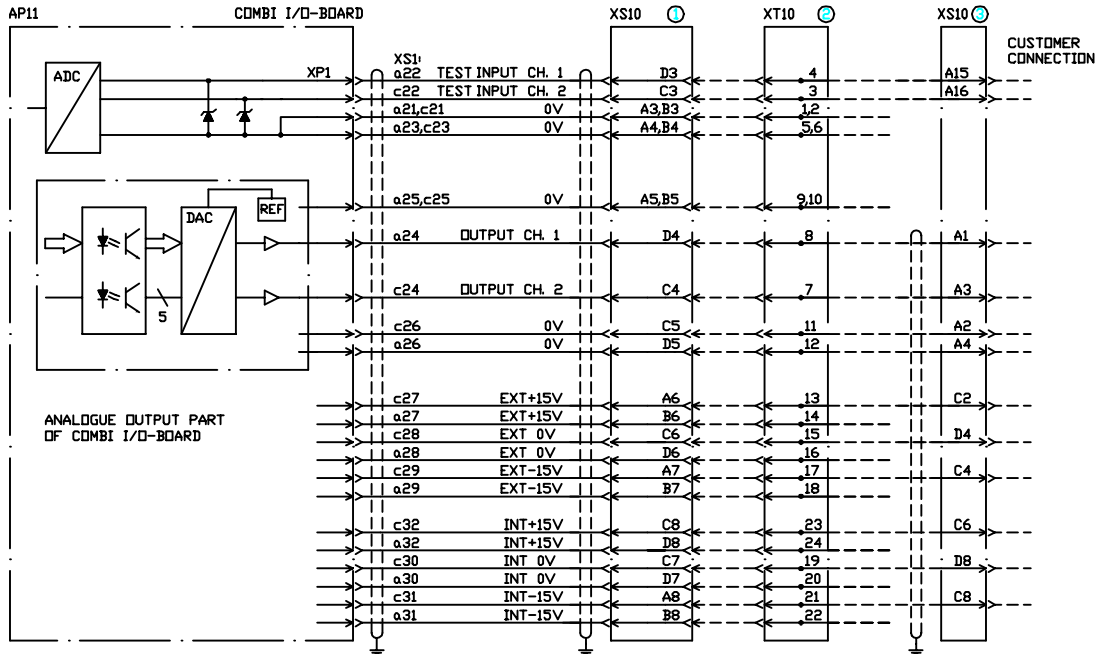 AP11 COMBI I/O-BOARD XS10 1 XT10 2 XS10 3
CUSTOMER
CONNECTION
XS1:
ADC XP1 a22 TEST INPUT CH. 1 D3 4 A15
c22 TEST INPUT CH. 2 C3 3 A16
a21,c21 0V A3,B3 1,2
a23,c23 0V A4,B4 5,6
a25,c25 0V A5,B5 9,10
DAC REF
a24 OUTPUT CH. 1 D4 8 A1
c24 OUTPUT CH. 2 C4 7 A3
5
c26 0V C5 11 A2
a26 0V D5 12 A4
ANALOGUE OUTPUT PART
OF COMBI I/O-BOARD
c27 EXT+15V A6 13 C2
a27 EXT+15V B6 14
c28 EXT 0V C6 15 D4
a28 EXT 0V D6 16
c29 EXT-15V A7 17 C4
a29 EXT-15V B7 18
c32 INT+15V C8 23 C6
a32 INT+15V D8 24
c30 INT 0V C7 19 D8
a30 INT 0V D7 20
c31 INT-15V A8 21 C8
a31 INT-15V B8 22